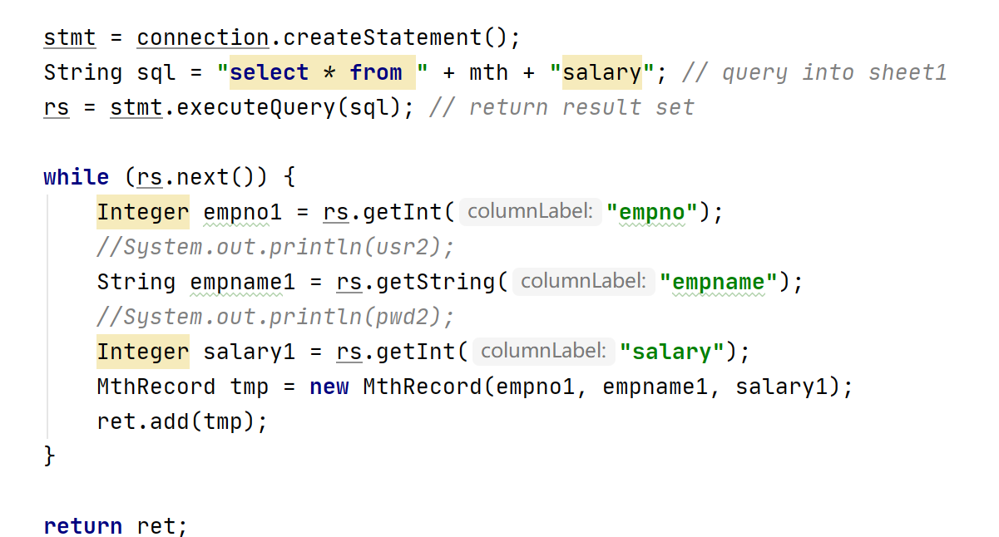 stmt = connection.createStatement();
String sql = "select * from " + mth + "salary"; // query into sheet1
rs = stmt.executeQuery(sql); // return result set

while (rs.next()) {
    Integer empno1 = rs.getInt( columnLabel: "empno");
    //System.out.println(usr2);
    String empname1 = rs.getString( columnLabel: "empname");
    //System.out.println(pwd2);
    Integer salary1 = rs.getInt( columnLabel: "salary");
    MthRecord tmp = new MthRecord(empno1, empname1, salary1);
    ret.add(tmp);
}

return ret;